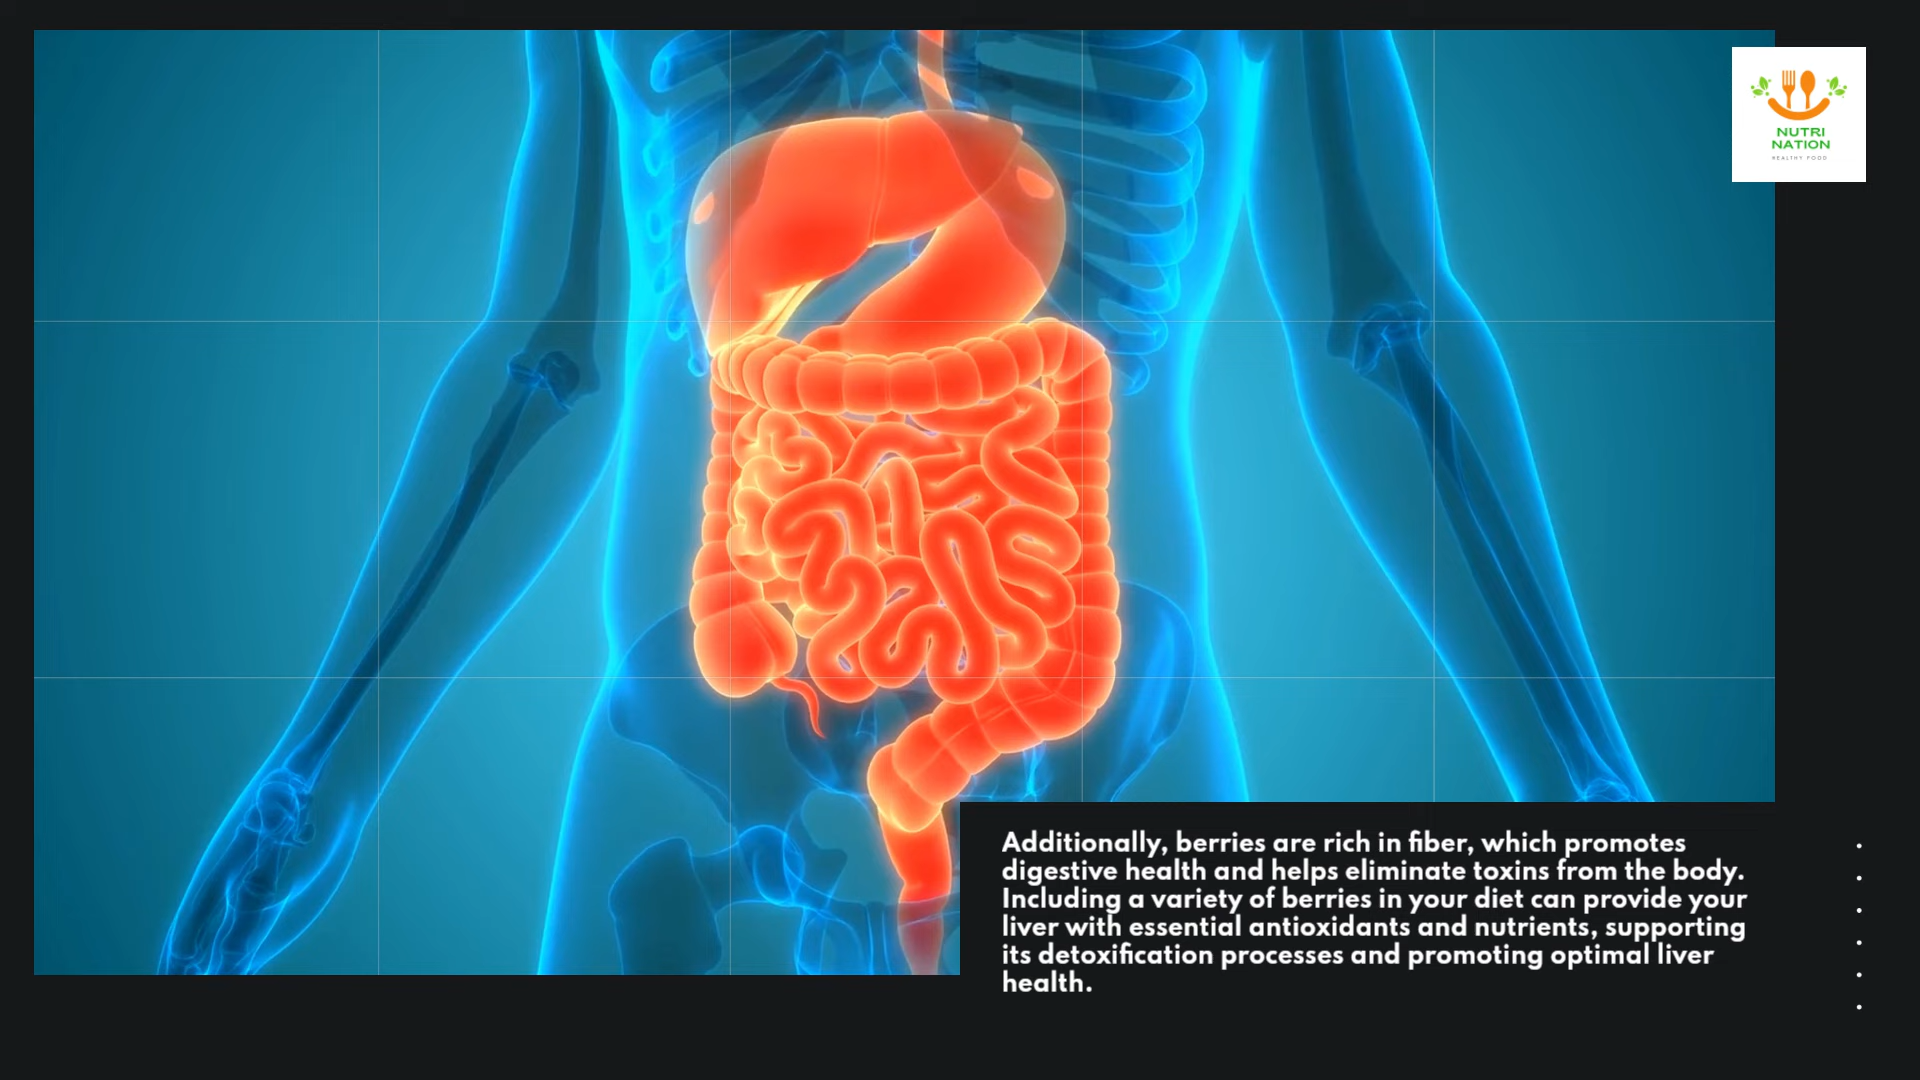 NUTRI
NATION
HEALTHY FOOD
Additionally, berries are rich in fiber, which promotes
digestive health and helps eliminate toxins from the body.
Including a variety of berries in your diet can provide your
liver with essential antioxidants and nutrients, supporting
its detoxification processes and promoting optimal liver
health.